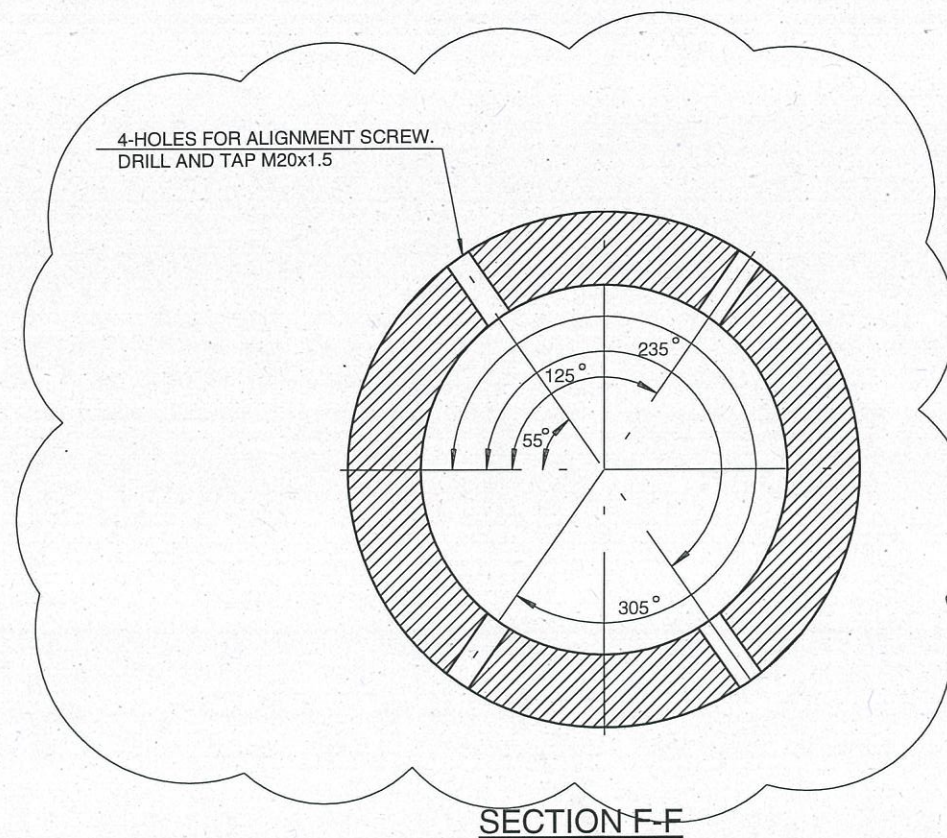 4-HOLES FOR ALIGNMENT SCREW.
DRILL AND TAP M20x1.5
235°
125°
55°
305°
SECTION F-F